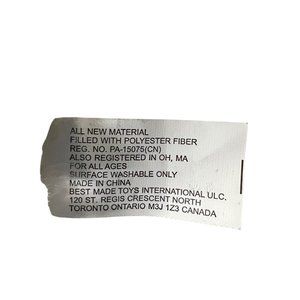 ALL NEW MATERIAL
FILLED WITH POLYESTER FIBER
REG. NO. PA-15075(CN)
ALSO REGISTERED IN OH, MA
FOR ALL AGES
SURFACE WASHABLE ONLY
MADE IN CHINA
BEST MADE TOYS INTERNATIONAL ULC.
120 ST. REGIS CRESCENT NORTH
TORONTO ONTARIO M3J 1Z3 CANADA